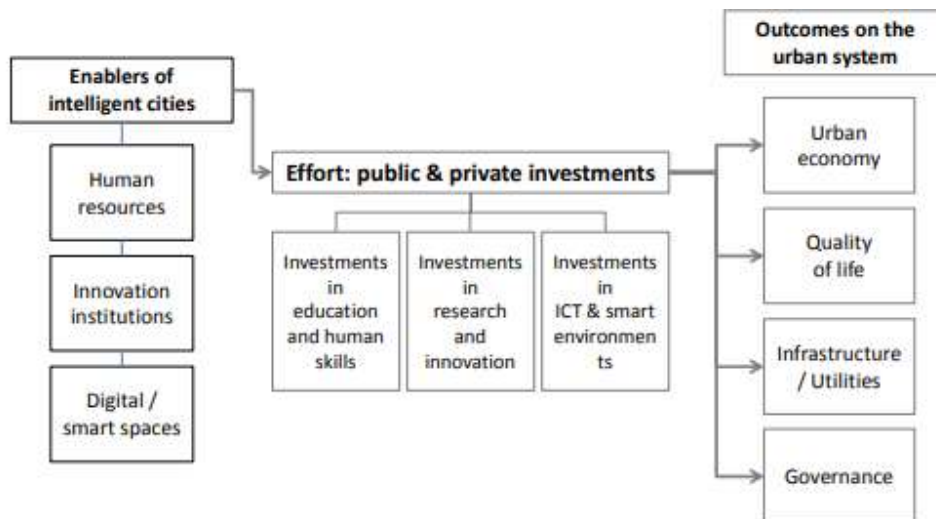 Enablers of
intelligent cities
Human
resources
Innovation
institutions
Digital /
smart spaces
Effort: public & private investments
Investments
in
education
and human
skills
Investments
in
research
and
innovation
Investments
in
ICT & smart
environmen
ts
Outcomes on the
urban system
Urban
economy
Quality
of life
Infrastructure
/ Utilities
Governance